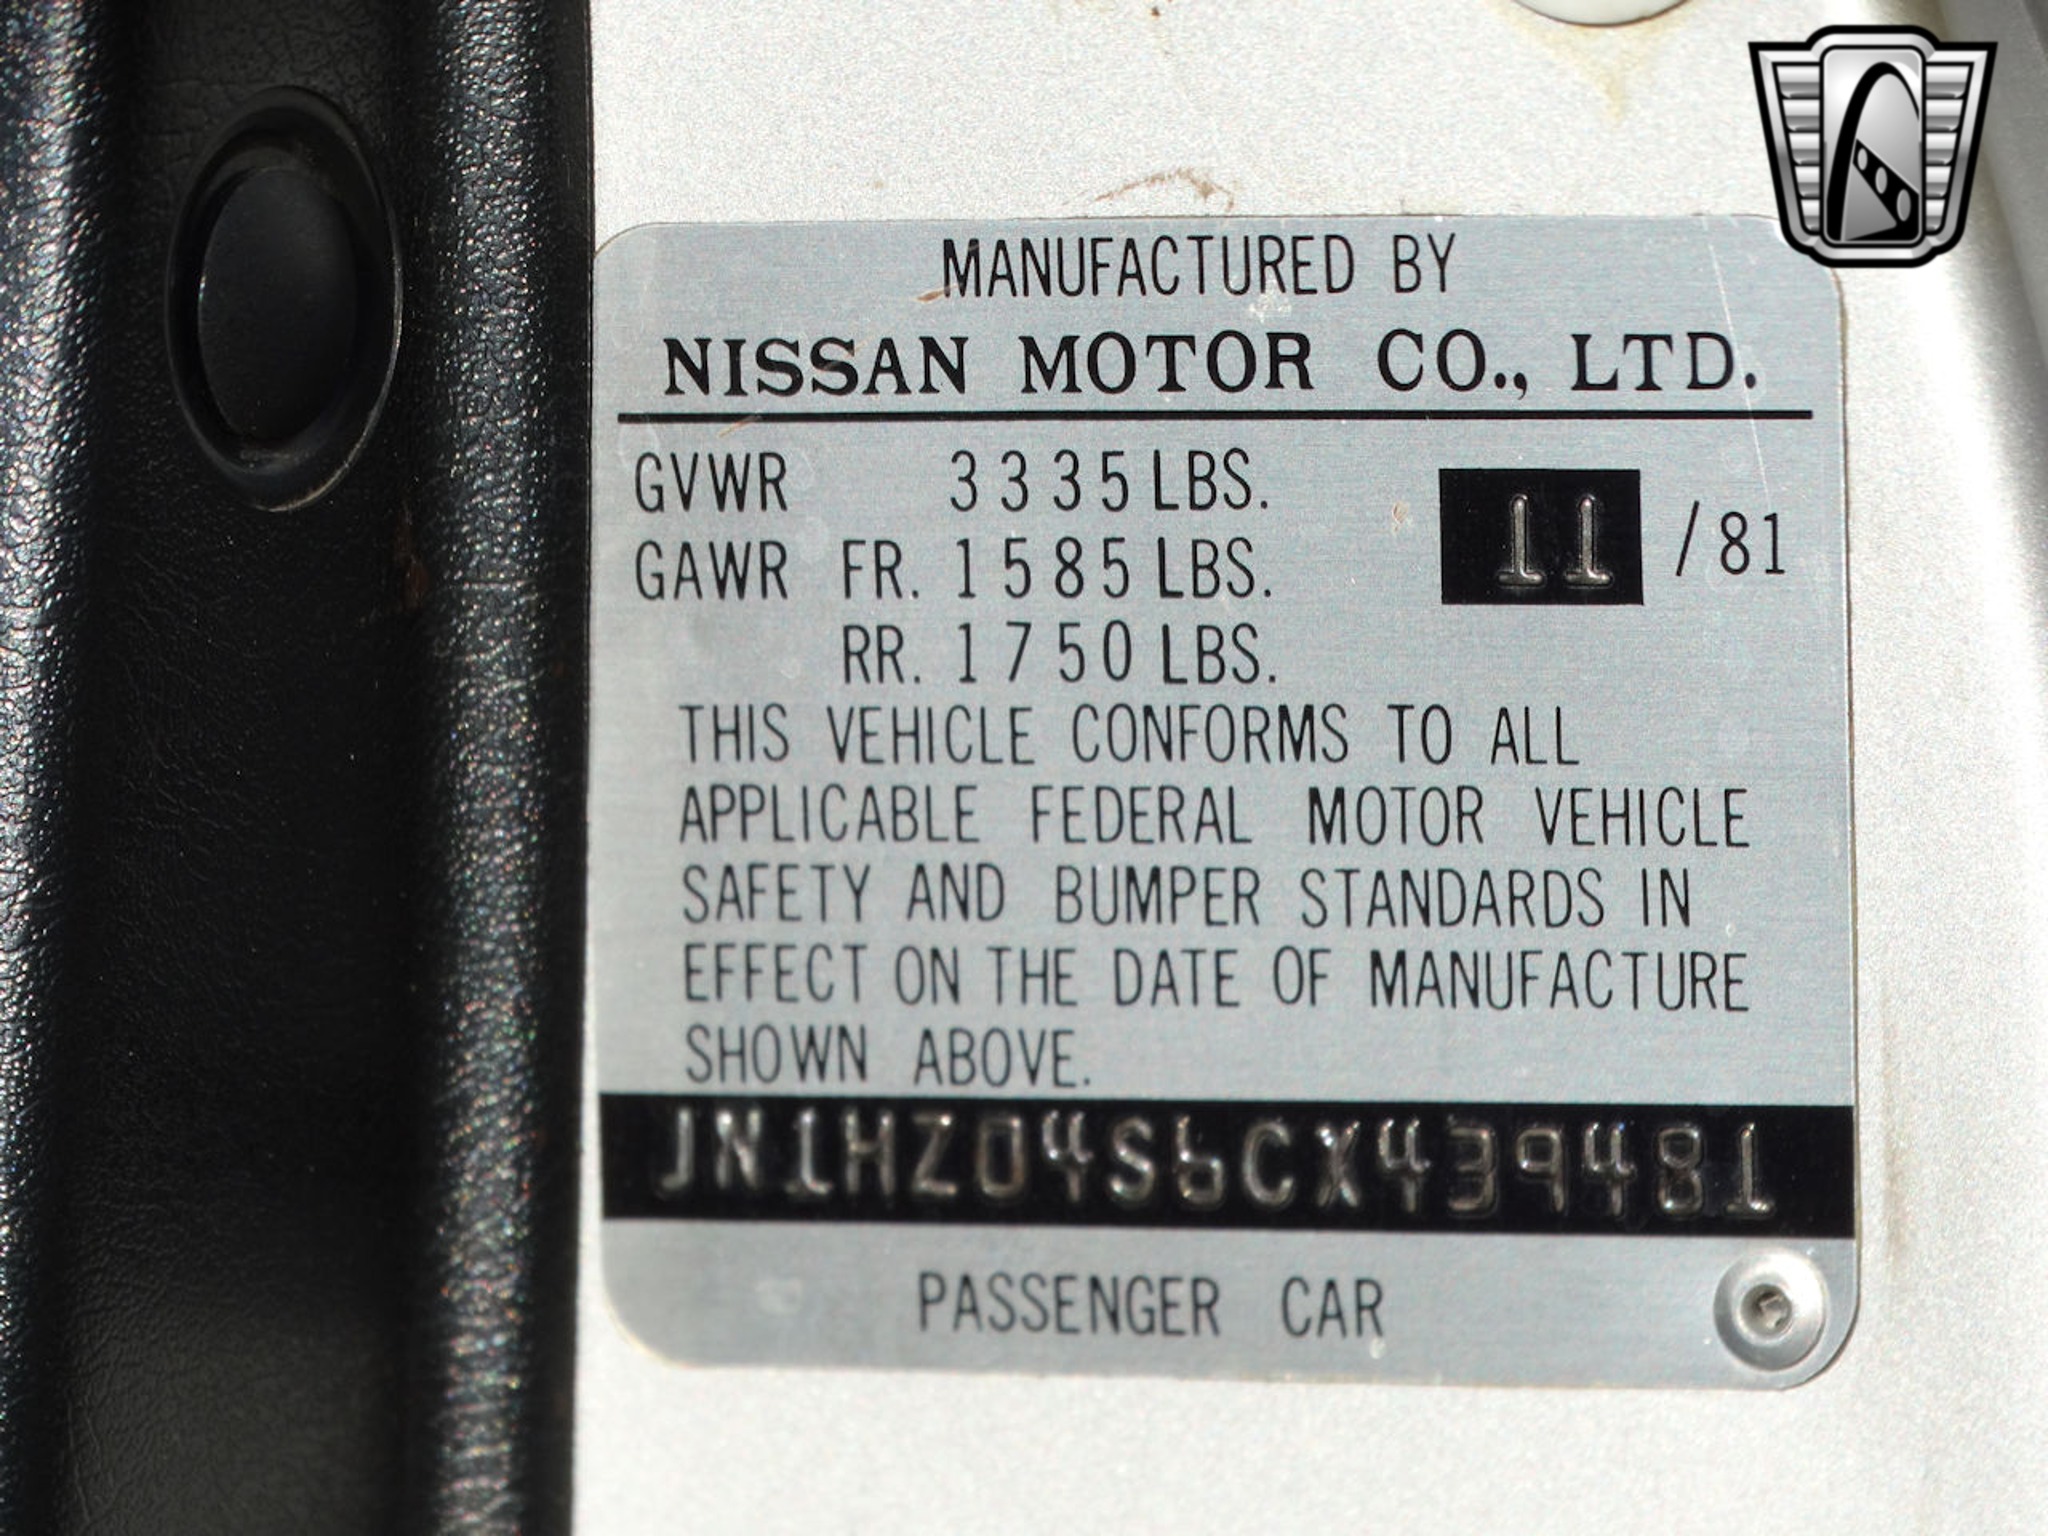 MANUFACTURED BY
NISSAN MOTOR CO., LTD.
GVWR 3335 LBS.
11 /81
GAWR FR. 1585 LBS.
RR. 1750 LBS.
THIS VEHICLE CONFORMS TO ALL
APPLICABLE FEDERAL MOTOR VEHICLE
SAFETY AND BUMPER STANDARDS IN
EFFECT ON THE DATE OF MANUFACTURE
SHOWN ABOVE.
JN1HZ04S6CX439481
PASSENGER CAR